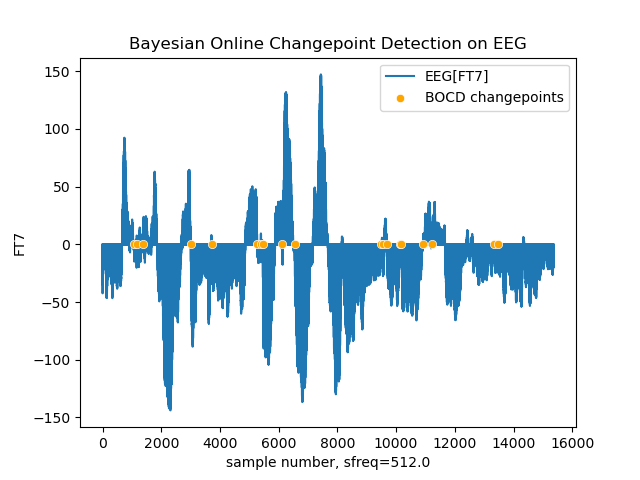 Bayesian Online Changepoint Detection on EEG
EEG[FT7]
BOCD changepoints
150
100
50
0
−50
−100
−150
FT7
0 2000 4000 6000 8000 10000 12000 14000 16000
sample number, sfreq=512.0